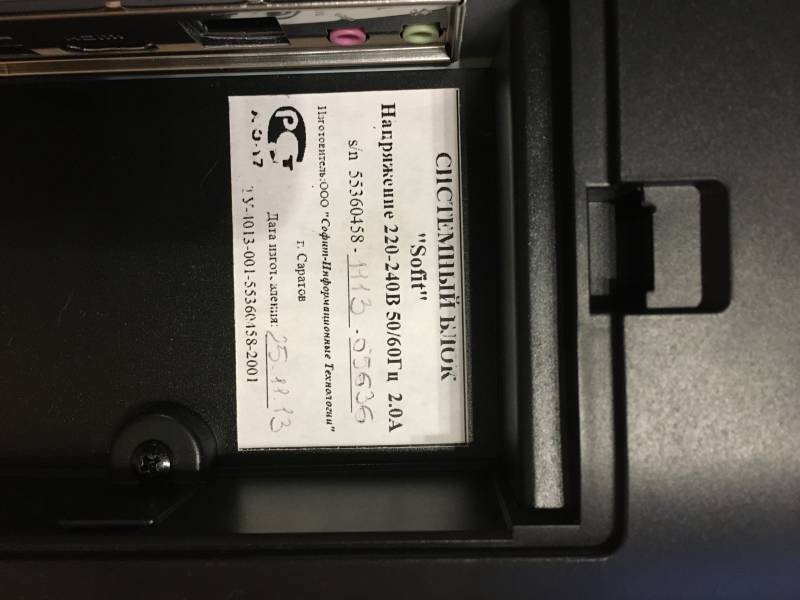 СИСТЕМНЫЙ БЛОК
"Sofit"
Напряжение 220-240В 50/60Гц 2.0А
s/n 55360458 - 1113 - 05636
Изготовитель:ООО "Софит-Информационные Технологии"
г. Саратов
РСТ
Дата изготовления: 25.11.13
ТУ-4013-001-55360458-2001